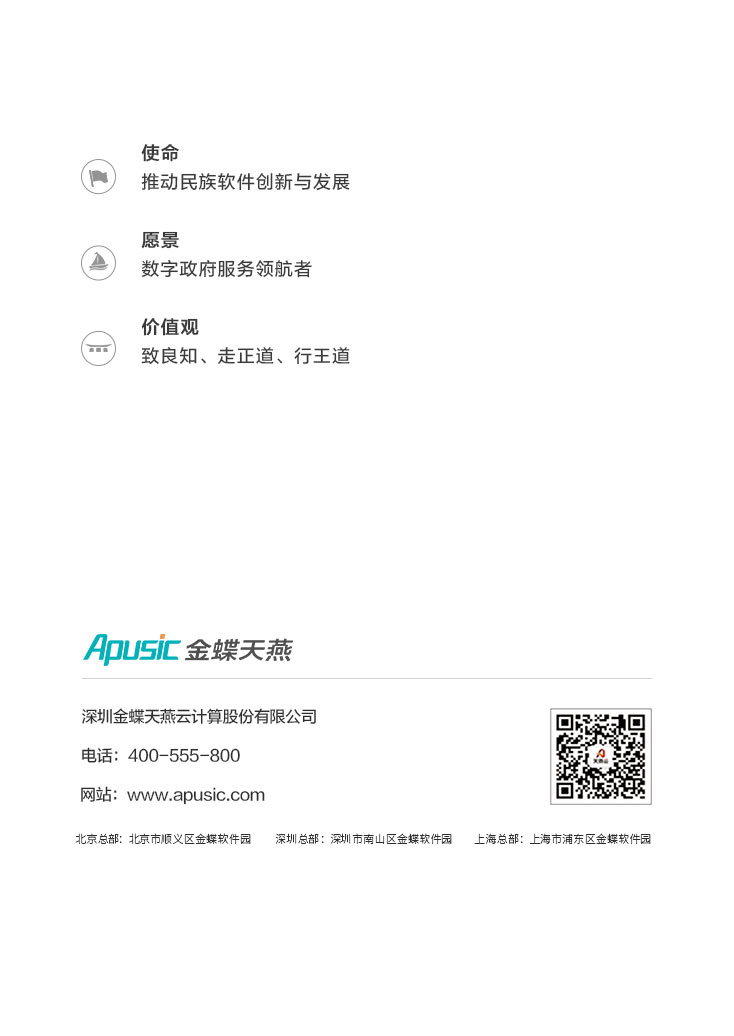 使命
推动民族软件创新与发展
愿景
数字政府服务领航者
价值观
致良知、走正道、行王道
Apusic 金蝶天燕
深圳金蝶天燕云计算股份有限公司
电话：400-555-800
网站：www.apusic.com
天燕云
北京总部：北京市顺义区金蝶软件园 深圳总部：深圳市南山区金蝶软件园 上海总部：上海市浦东区金蝶软件园